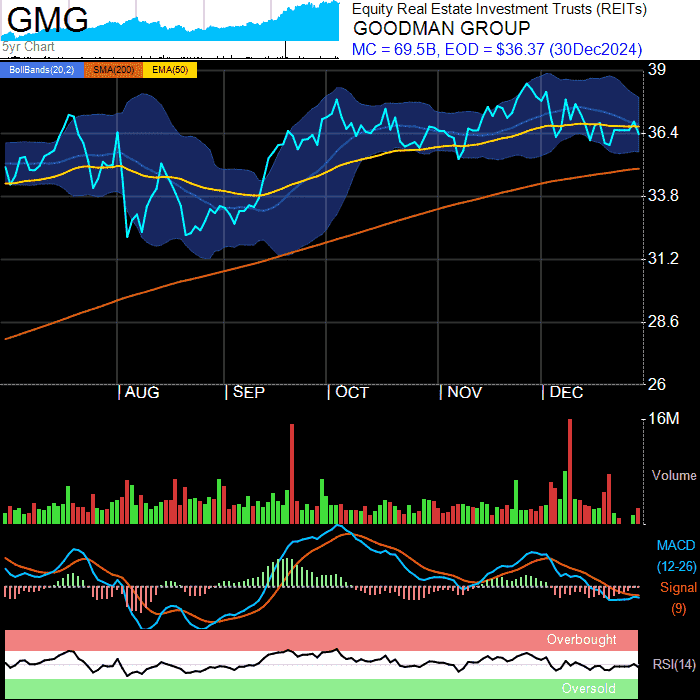 GMG
5yr Chart
Equity Real Estate Investment Trusts (REITs)
GOODMAN GROUP
MC = 69.5B, EOD = $36.37 (30Dec2024)
BollBands(20,2) SMA(200) EMA(50)
39
36.4
33.8
31.2
28.6
26
AUG SEP OCT NOV DEC
16M
Volume
MACD
(12-26)
Signal
(9)
Overbought
RSI(14)
Oversold